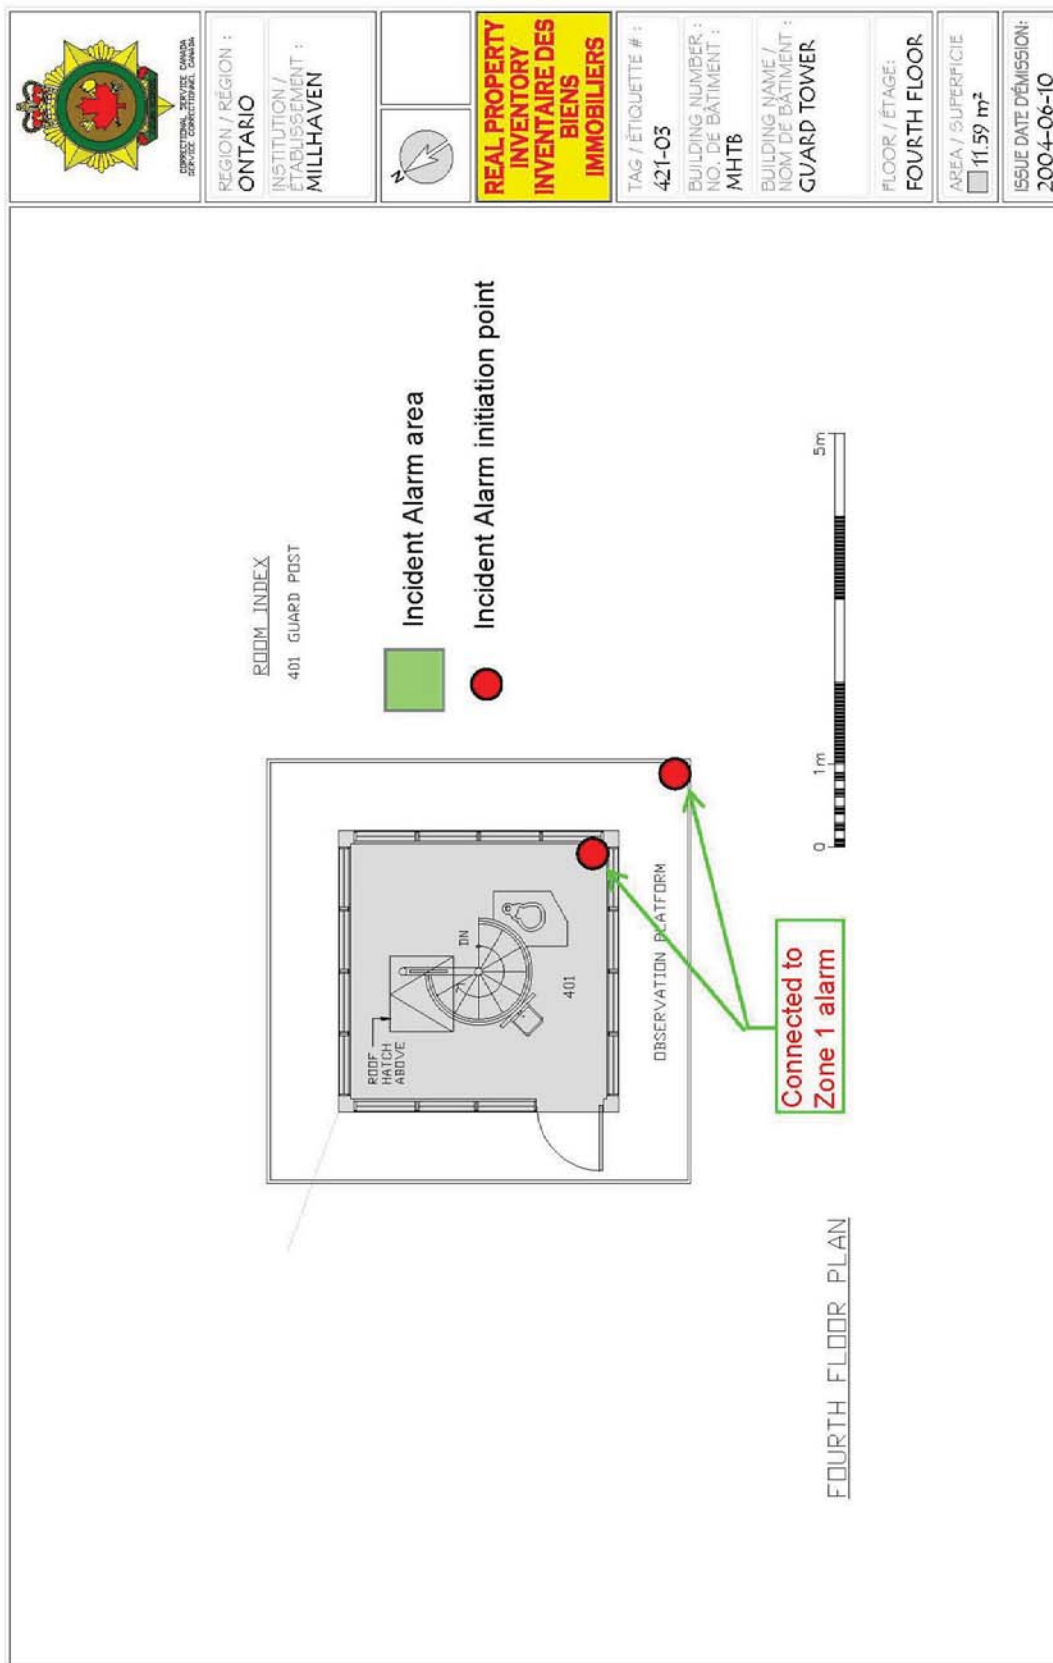 CORRECTIONAL SERVICE CANADA
SERVICE CORRECTIONNEL CANADA
REGION / RÉGION :
ONTARIO
INSTITUTION /
ÉTABLISSEMENT :
MILLHAVEN
N
REAL PROPERTY
INVENTORY
INVENTAIRE DES
BIENS
IMMOBILIERS
TAG / ÉTIQUETTE # :
421-03
BUILDING NUMBER :
NO. DE BÂTIMENT :
MHTB
BUILDING NAME /
NOM DE BÂTIMENT :
GUARD TOWER
FLOOR / ÉTAGE:
FOURTH FLOOR
AREA / SUPERFICIE
111.59 m²
ISSUE DATE D'ÉMISSION:
2004-06-10
ROOM INDEX
401 GUARD POST
Incident Alarm area
Incident Alarm initiation point
ROOF
HATCH
ABOVE
DN
401
OBSERVATION PLATFORM
Connected to
Zone 1 alarm
0 1m 5m
FOURTH FLOOR PLAN